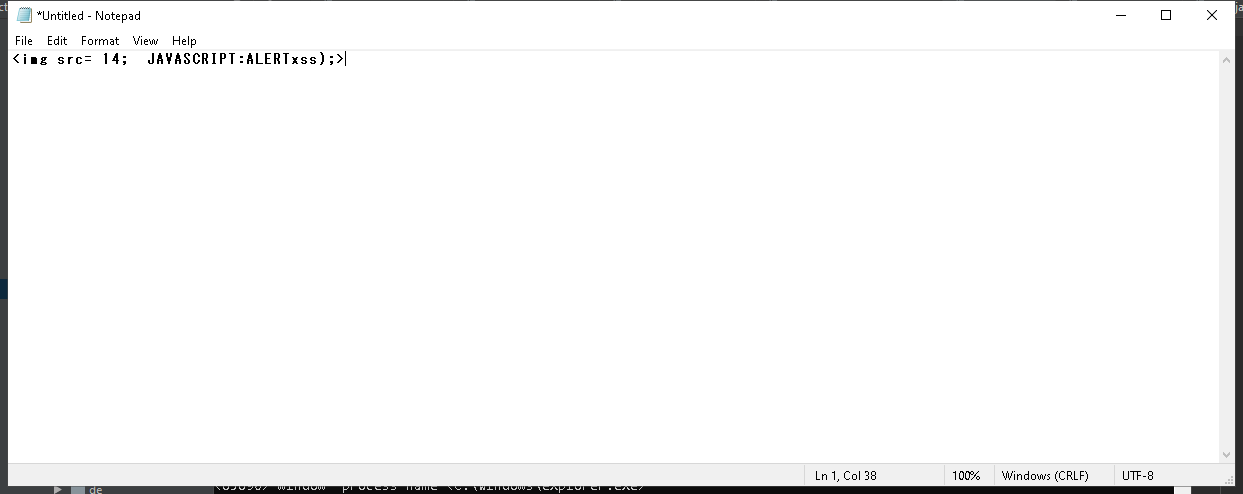 *Untitled - Notepad
File Edit Format View Help
<img src= 14;  JAVASCRIPT:ALERTxss);>
Ln 1, Col 38 100% Windows (CRLF) UTF-8
de